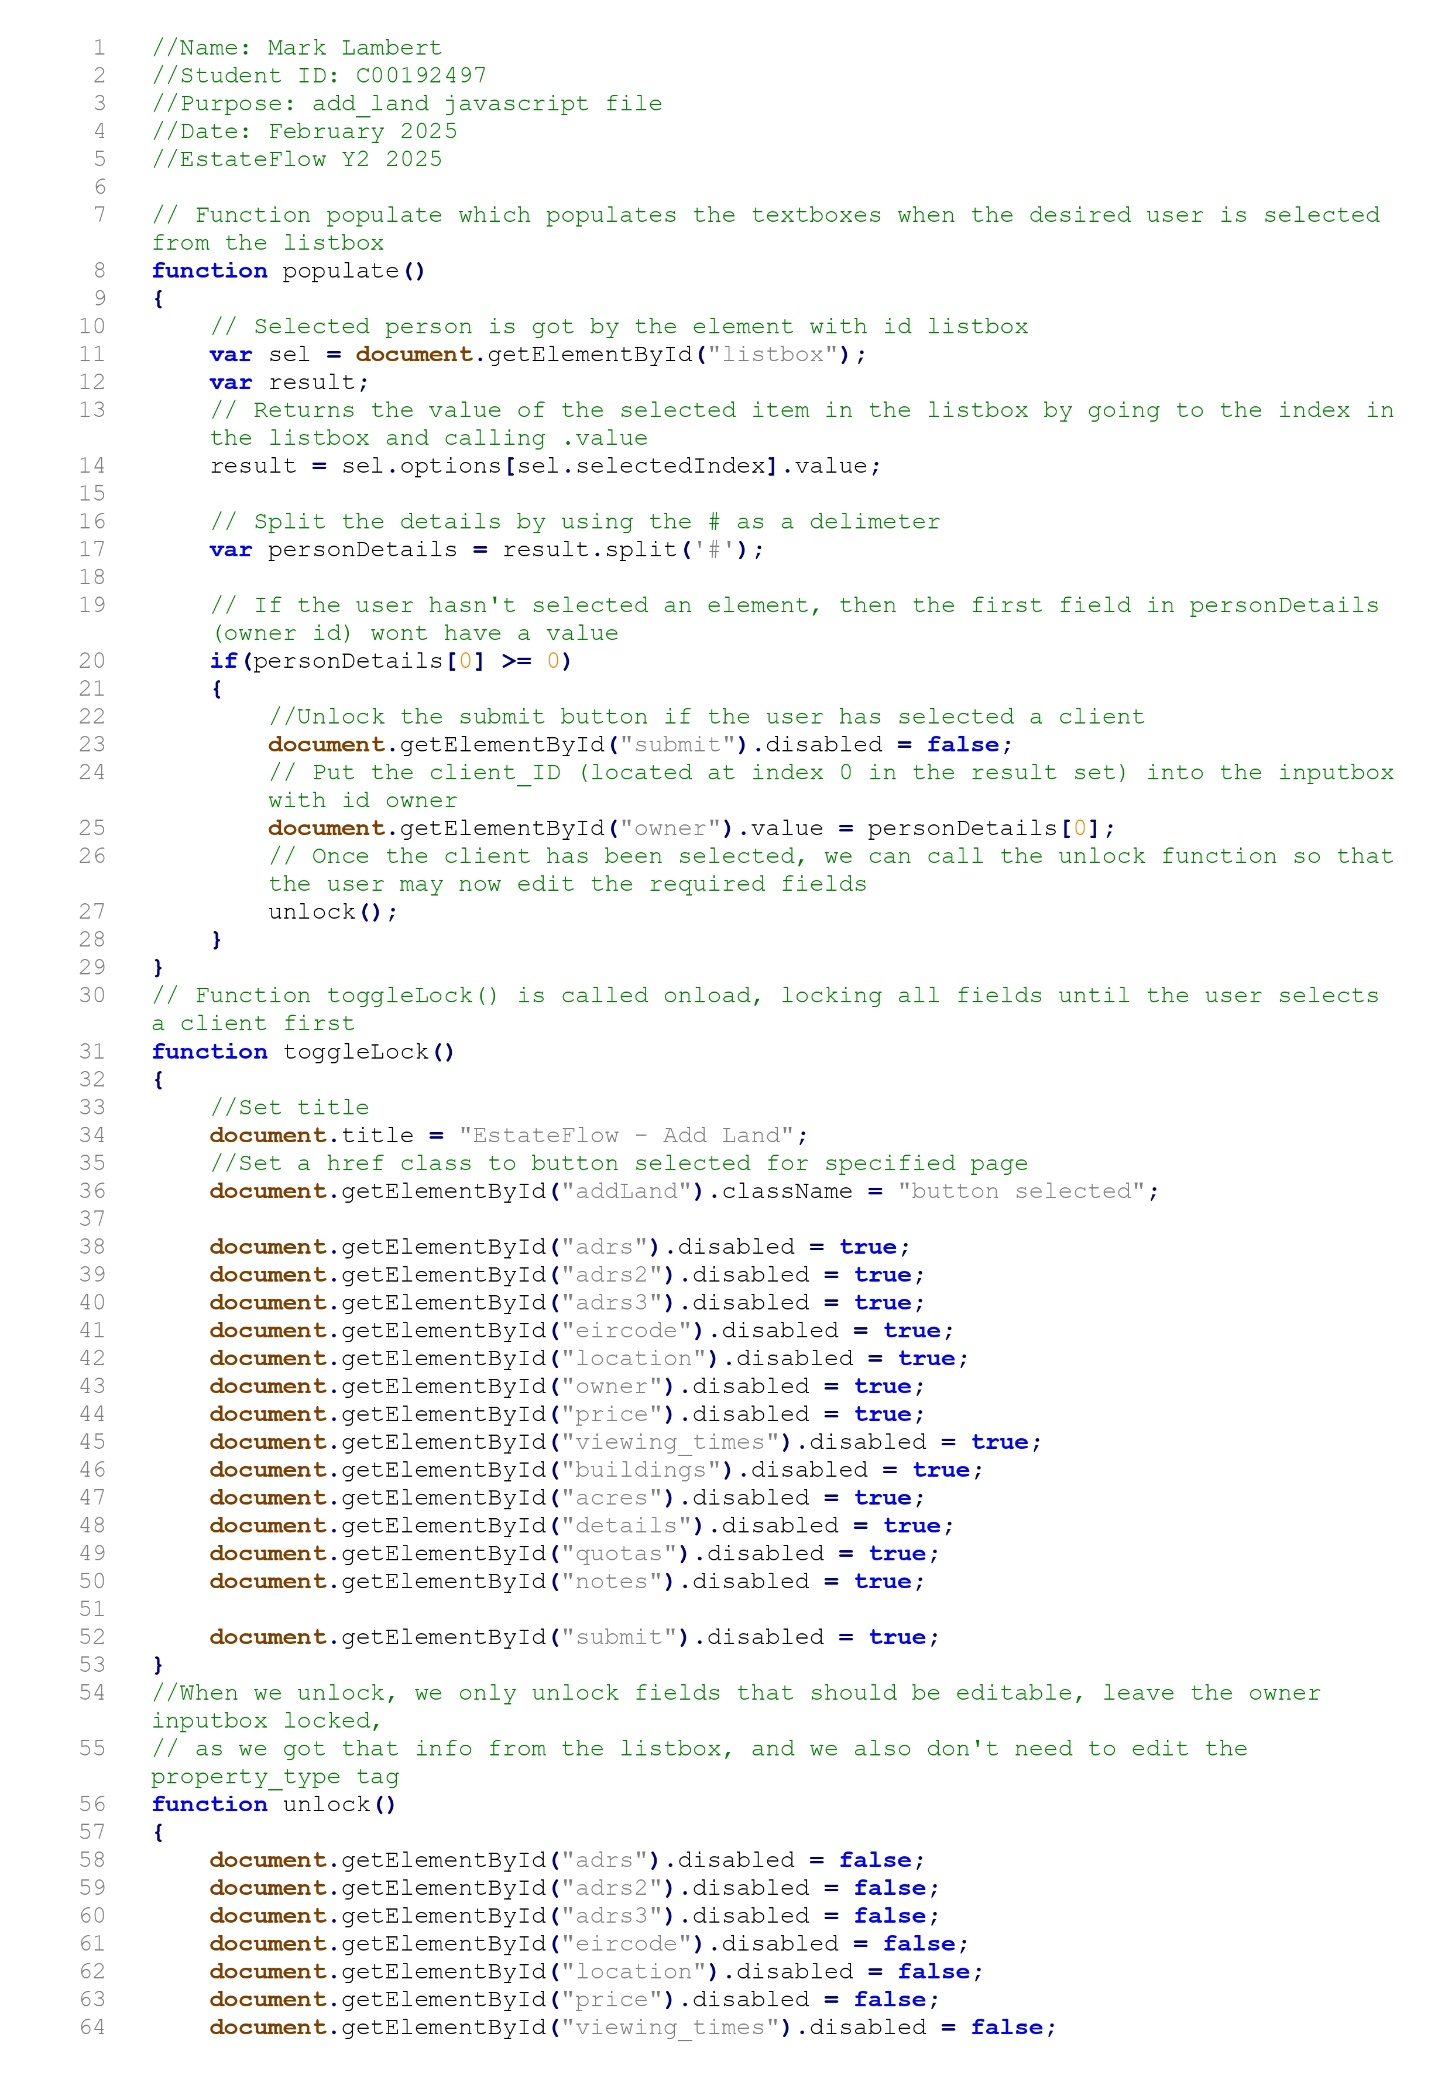 1 //Name: Mark Lambert
2 //Student ID: C00192497
3 //Purpose: add_land javascript file
4 //Date: February 2025
5 //EstateFlow Y2 2025
6
7 // Function populate which populates the textboxes when the desired user is selected
from the listbox
8 function populate()
9 {
10 // Selected person is got by the element with id listbox
11 var sel = document.getElementById("listbox");
12 var result;
13 // Returns the value of the selected item in the listbox by going to the index in
the listbox and calling .value
14 result = sel.options[sel.selectedIndex].value;
15
16 // Split the details by using the # as a delimeter
17 var personDetails = result.split('#');
18
19 // If the user hasn't selected an element, then the first field in personDetails
(owner id) wont have a value
20 if(personDetails[0] >= 0)
21 {
22 //Unlock the submit button if the user has selected a client
23 document.getElementById("submit").disabled = false;
24 // Put the client_ID (located at index 0 in the result set) into the inputbox
with id owner
25 document.getElementById("owner").value = personDetails[0];
26 // Once the client has been selected, we can call the unlock function so that
the user may now edit the required fields
27 unlock();
28 }
29 }
30 // Function toggleLock() is called onload, locking all fields until the user selects
a client first
31 function toggleLock()
32 {
33 //Set title
34 document.title = "EstateFlow - Add Land";
35 //Set a href class to button selected for specified page
36 document.getElementById("addLand").className = "button selected";
37
38 document.getElementById("adrs").disabled = true;
39 document.getElementById("adrs2").disabled = true;
40 document.getElementById("adrs3").disabled = true;
41 document.getElementById("eircode").disabled = true;
42 document.getElementById("location").disabled = true;
43 document.getElementById("owner").disabled = true;
44 document.getElementById("price").disabled = true;
45 document.getElementById("viewing_times").disabled = true;
46 document.getElementById("buildings").disabled = true;
47 document.getElementById("acres").disabled = true;
48 document.getElementById("details").disabled = true;
49 document.getElementById("quotas").disabled = true;
50 document.getElementById("notes").disabled = true;
51
52 document.getElementById("submit").disabled = true;
53 }
54 //When we unlock, we only unlock fields that should be editable, leave the owner
inputbox locked,
55 // as we got that info from the listbox, and we also don't need to edit the
property_type tag
56 function unlock()
57 {
58 document.getElementById("adrs").disabled = false;
59 document.getElementById("adrs2").disabled = false;
60 document.getElementById("adrs3").disabled = false;
61 document.getElementById("eircode").disabled = false;
62 document.getElementById("location").disabled = false;
63 document.getElementById("price").disabled = false;
64 document.getElementById("viewing_times").disabled = false;